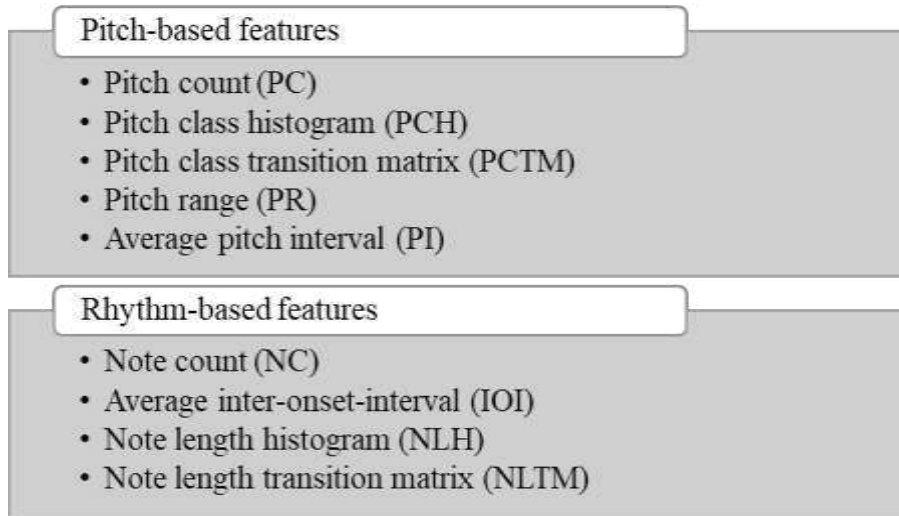 Pitch-based features
• Pitch count (PC)
• Pitch class histogram (PCH)
• Pitch class transition matrix (PCTM)
• Pitch range (PR)
• Average pitch interval (PI)
Rhythm-based features
• Note count (NC)
• Average inter-onset-interval (IOI)
• Note length histogram (NLH)
• Note length transition matrix (NLTM)